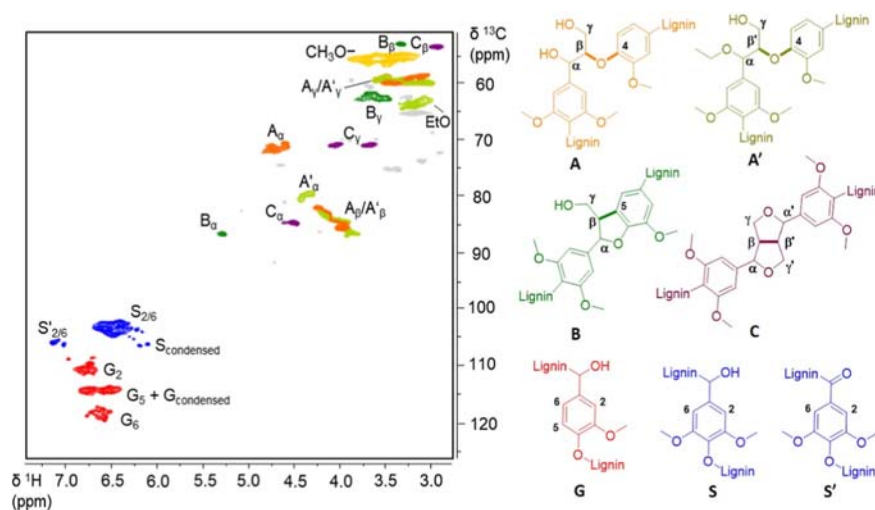 Bβ Cβ
CH₃O–
Aγ/A'γ
Bγ
EtO
Aα
Cγ
A'α
Aβ/A'β
Bα
Cα
S'2/6
S2/6
Scondensed
G2
G5 + Gcondensed
G6
δ ¹³C
(ppm)
60
70
80
90
100
110
120
δ ¹H
(ppm)
7.0 6.5 6.0 5.5 5.0 4.5 4.0 3.5 3.0
HO γ Lignin
HO β 4
α O
O
O O
Lignin
A
HO γ Lignin
O β' 4
α O
O
O O
Lignin
A'
Lignin
HO γ
5
β
α O O
O
Lignin O
B
O
O Lignin
γ O α'
β β' O
O α O γ'
Lignin
O
C
Lignin OH
6 2
5 O
O
Lignin
G
Lignin OH
6 2
O O
O
Lignin
S
Lignin O
6 2
O O
O
Lignin
S'